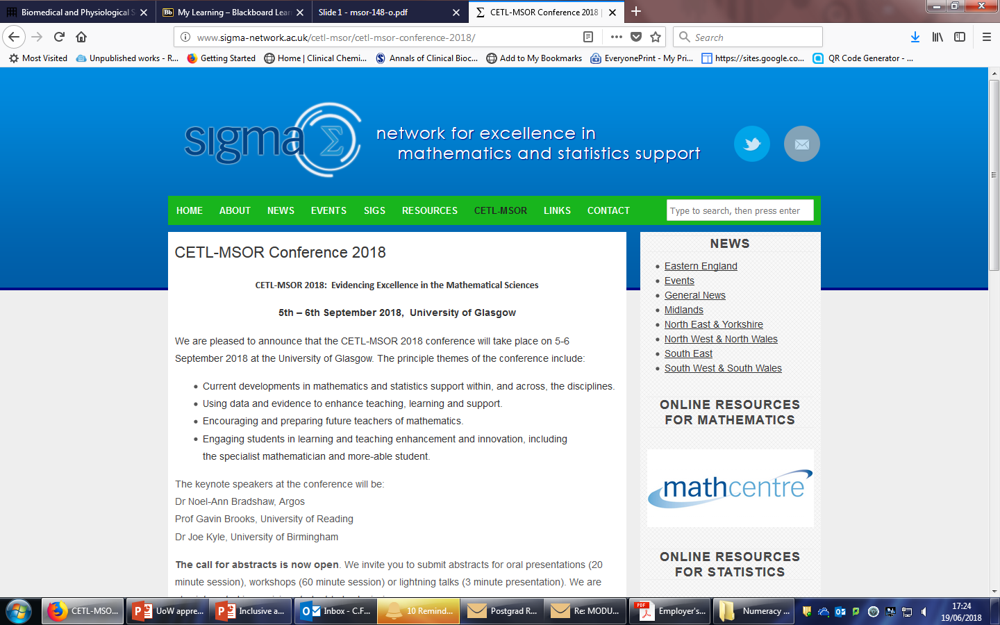 Biomedical and Physiological S
My Learning – Blackboard Lear
Slide 1 - msor-148-o.pdf
CETL-MSOR Conference 2018 |
www.sigma-network.ac.uk/cetl-msor/cetl-msor-conference-2018/
Search
Most Visited
Unpublished works - R...
Getting Started
Home | Clinical Chemi...
Annals of Clinical Bioc...
Add to My Bookmarks
EveryonePrint - My Pri...
https://sites.google.co...
QR Code Generator - ...
sigma Σ
network for excellence in
mathematics and statistics support
HOME ABOUT NEWS EVENTS SIGS RESOURCES CETL-MSOR LINKS CONTACT
Type to search, then press enter
CETL-MSOR Conference 2018
CETL-MSOR 2018: Evidencing Excellence in the Mathematical Sciences
5th – 6th September 2018, University of Glasgow
We are pleased to announce that the CETL-MSOR 2018 conference will take place on 5-6
September 2018 at the University of Glasgow. The principle themes of the conference include:
Current developments in mathematics and statistics support within, and across, the disciplines.
Using data and evidence to enhance teaching, learning and support.
Encouraging and preparing future teachers of mathematics.
Engaging students in learning and teaching enhancement and innovation, including
the specialist mathematician and more-able student.
The keynote speakers at the conference will be:
Dr Noel-Ann Bradshaw, Argos
Prof Gavin Brooks, University of Reading
Dr Joe Kyle, University of Birmingham
The call for abstracts is now open. We invite you to submit abstracts for oral presentations (20
minute session), workshops (60 minute session) or lightning talks (3 minute presentation). We are
NEWS
Eastern England
Events
General News
Midlands
North East & Yorkshire
North West & North Wales
South East
South West & South Wales
ONLINE RESOURCES
FOR MATHEMATICS
mathcentre
ONLINE RESOURCES
FOR STATISTICS
CETL-MSO...
UoW appre...
Inclusive a...
Inbox - C.F...
10 Remind...
Postgrad R...
Re: MODU...
Employer's...
Numeracy ...
17:24
19/06/2018